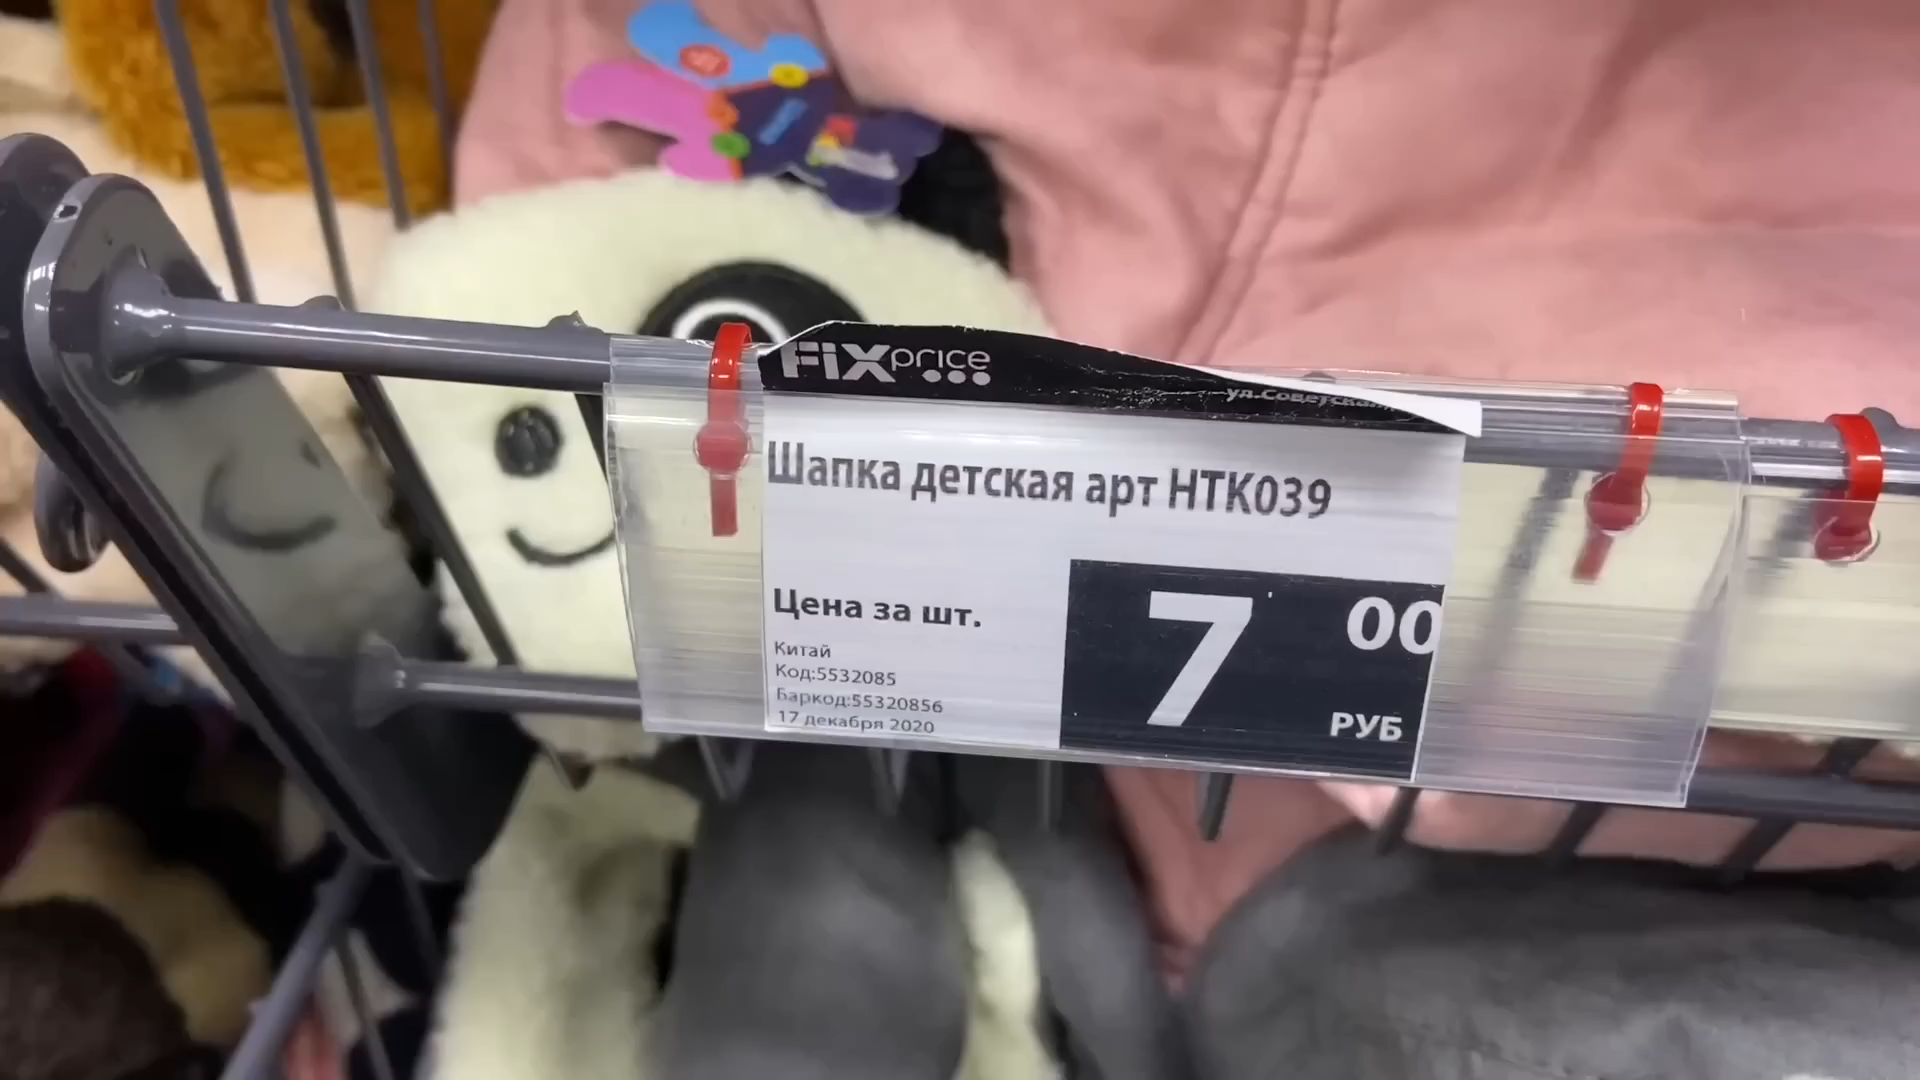 FIXprice
ул.Советская,
Шапка детская арт НТК039
Цена за шт.
7 00
РУБ
Китай
Код:5532085
Баркод:55320856
17 декабря 2020